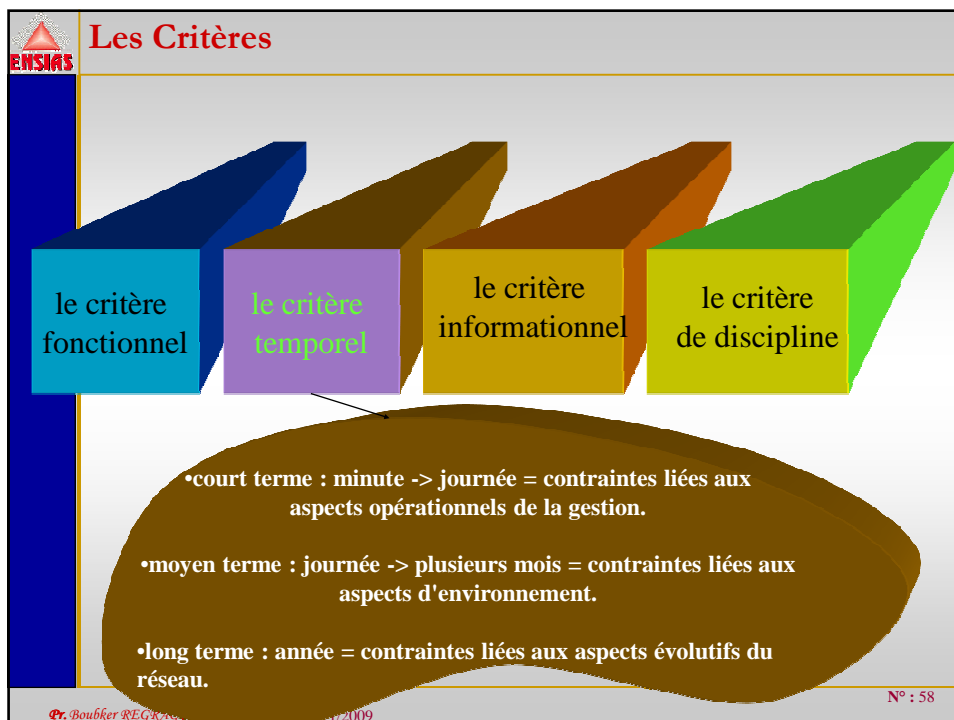 Les Critères
ENSIAS
le critère
fonctionnel
le critère
temporel
le critère
informationnel
le critère
de discipline
•court terme : minute -> journée = contraintes liées aux
aspects opérationnels de la gestion.
•moyen terme : journée -> plusieurs mois = contraintes liées aux
aspects d'environnement.
•long terme : année = contraintes liées aux aspects évolutifs du
réseau.
N° : 58
Pr. Boubker /2009